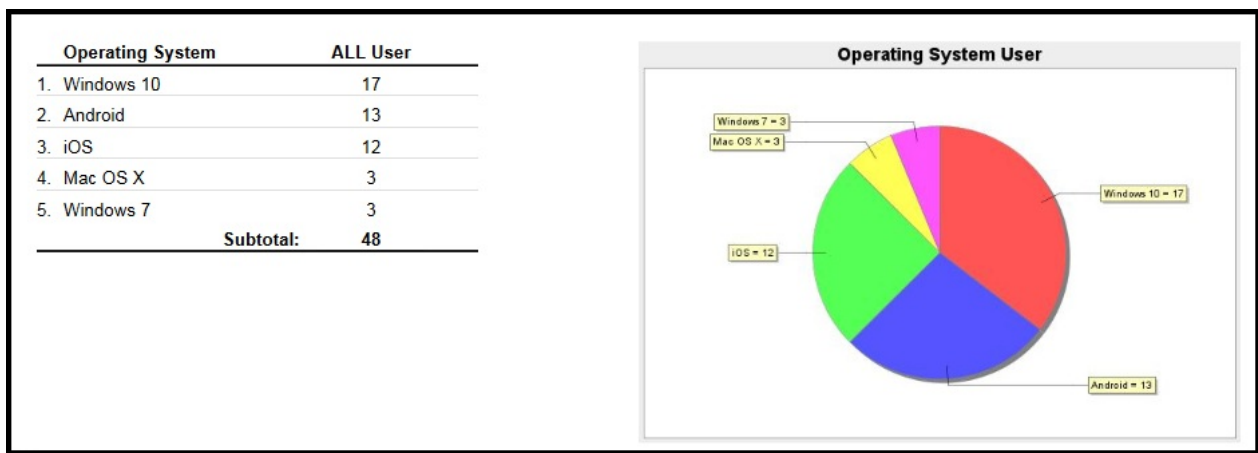 Operating System ALL User
1. Windows 10 17
2. Android 13
3. iOS 12
4. Mac OS X 3
5. Windows 7 3
Subtotal: 48
Operating System User
Windows 7 = 3
Mac OS X = 3
Windows 10 = 17
iOS = 12
Android = 13